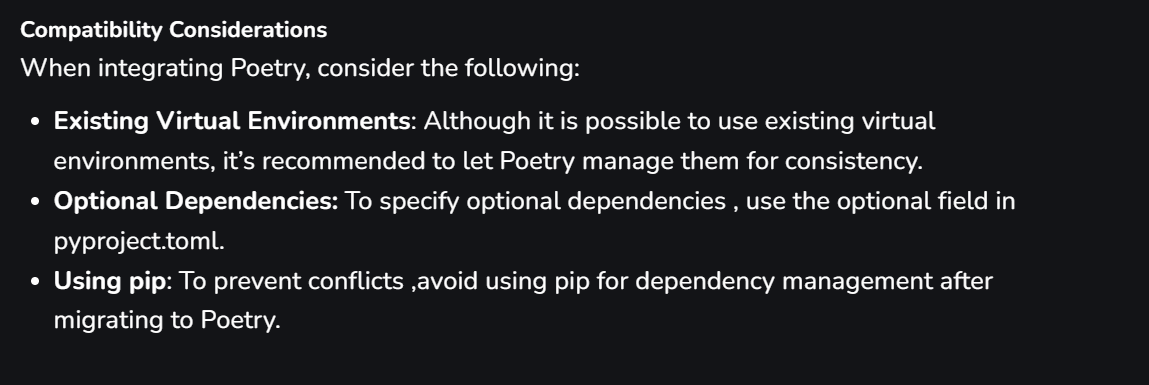 Compatibility Considerations
When integrating Poetry, consider the following:
• Existing Virtual Environments: Although it is possible to use existing virtual
environments, it’s recommended to let Poetry manage them for consistency.
• Optional Dependencies: To specify optional dependencies , use the optional field in
pyproject.toml.
• Using pip: To prevent conflicts ,avoid using pip for dependency management after
migrating to Poetry.